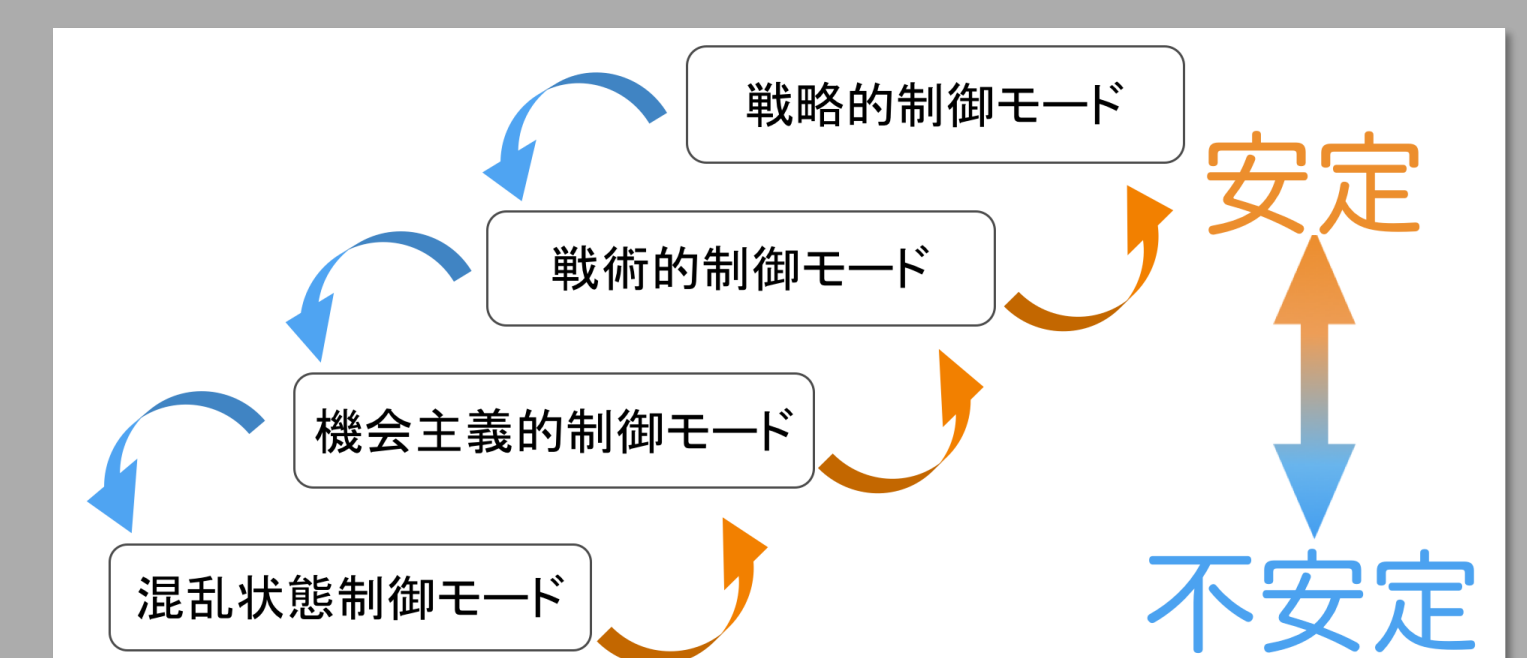 戦略的制御モード
安定
戦術的制御モード
機会主義的制御モード
混乱状態制御モード
不安定